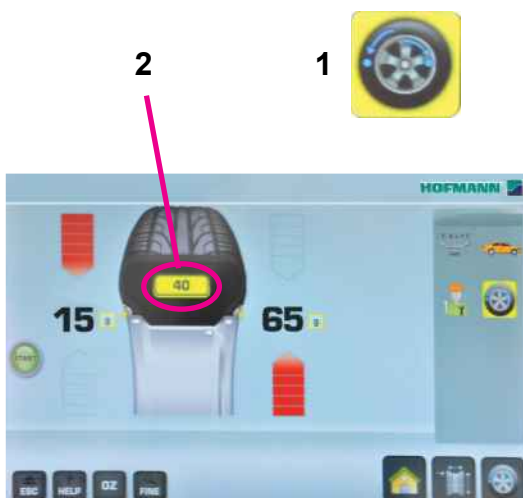 2 1
HOFMANN
40
15 g 65 g
START
ESC HELP OZ FINE